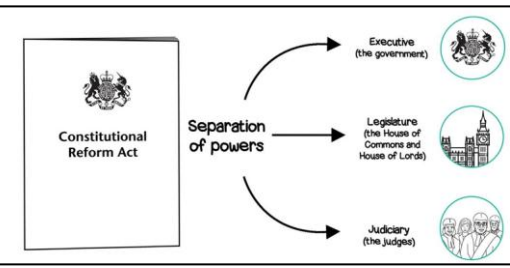 Constitutional
Reform Act
Separation
of powers
Executive
(the government)
Legislature
(the House of
Commons and
House of Lords)
Judiciary
(the judges)